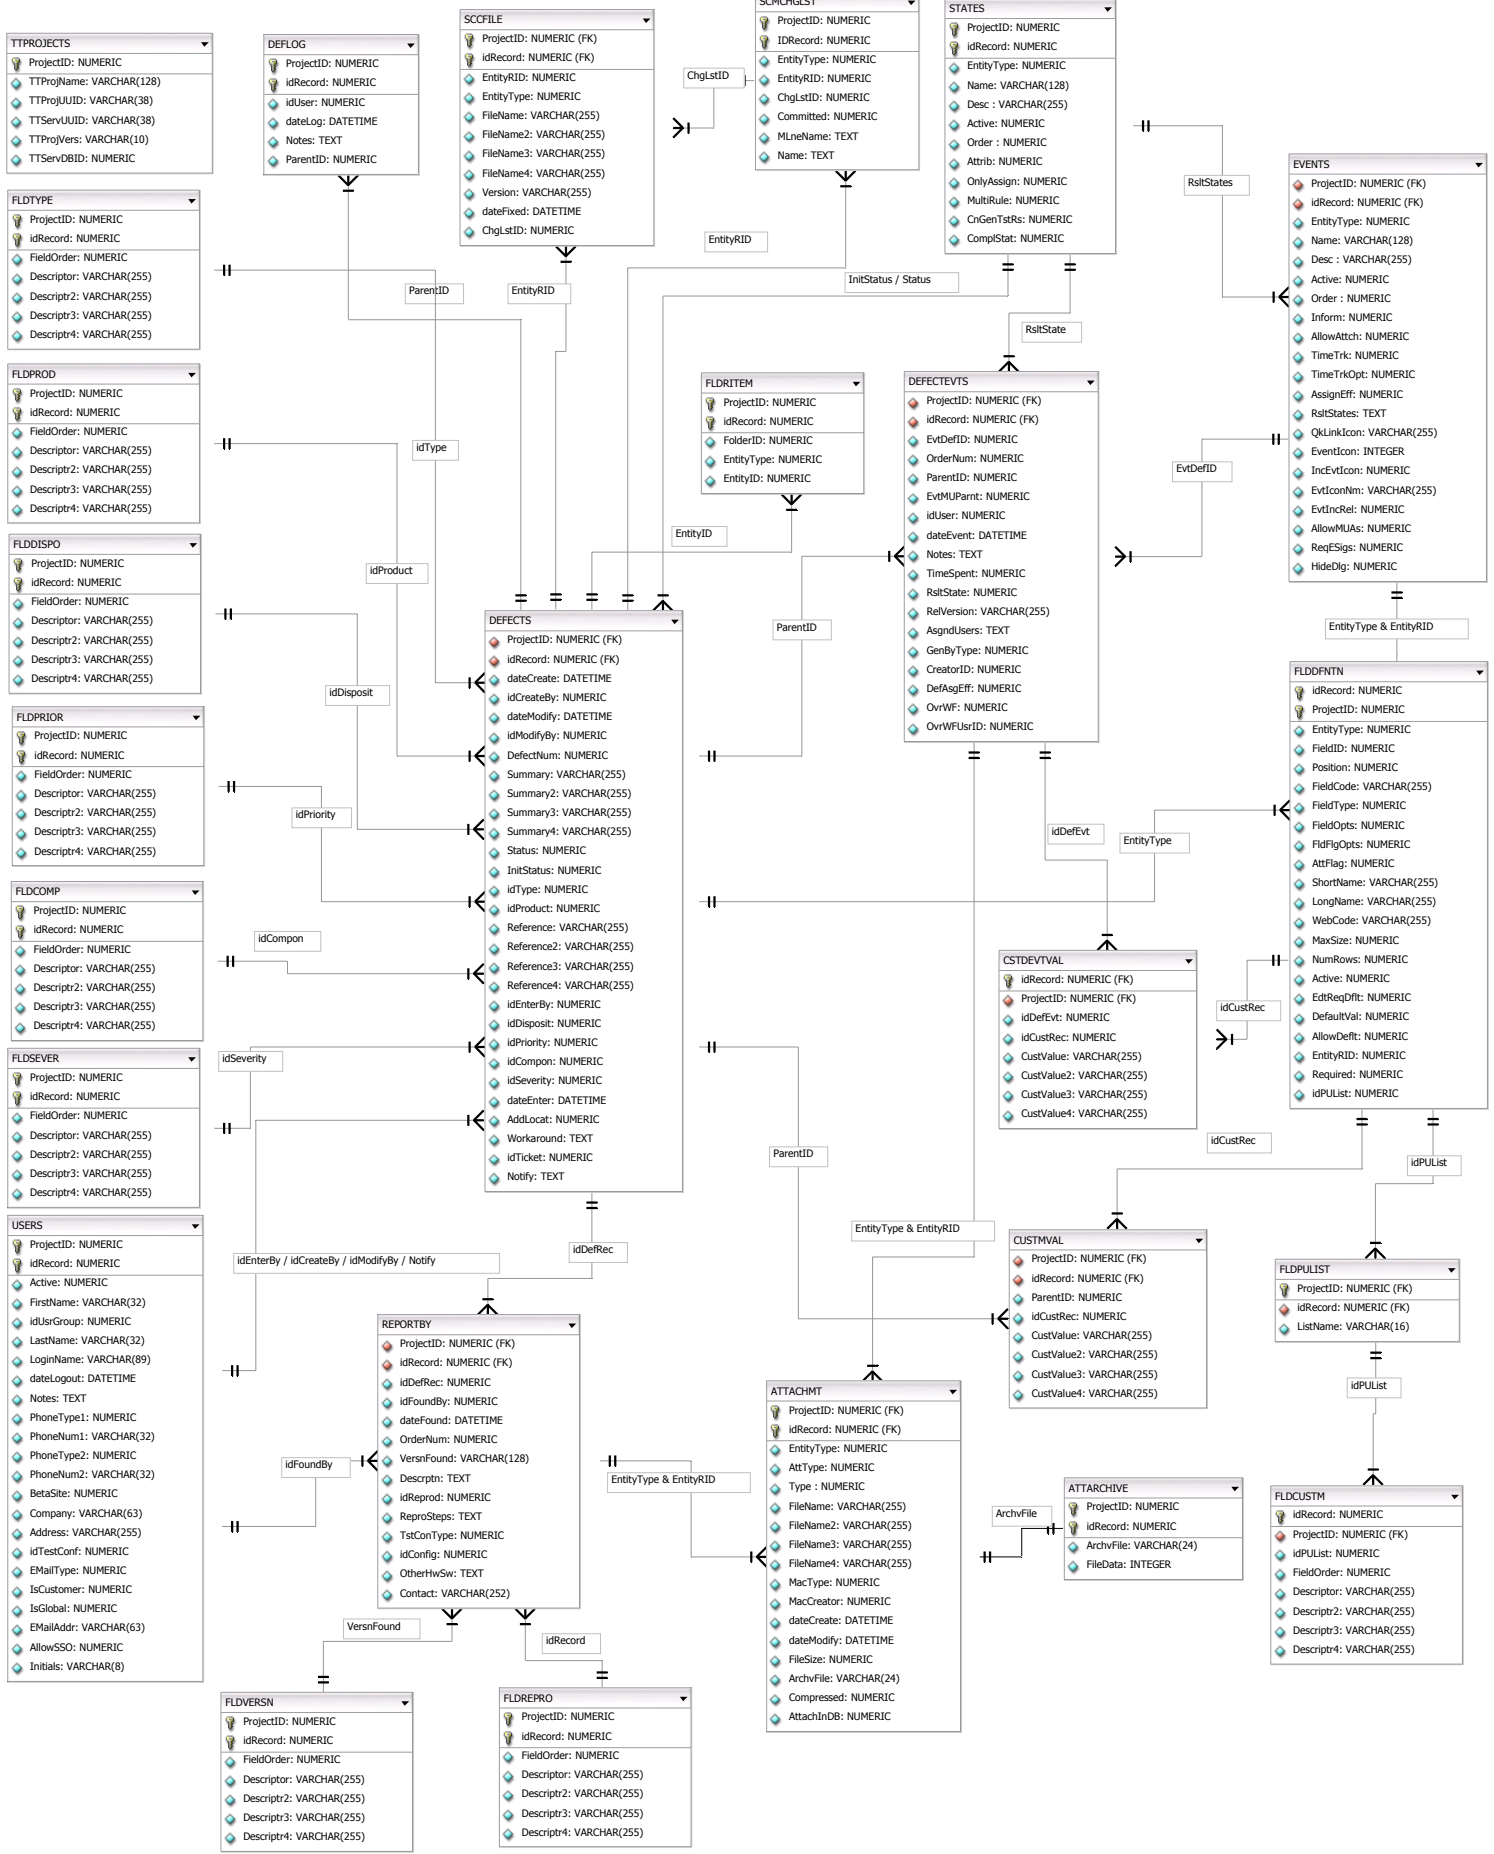 TTPROJECTS
ProjectID: NUMERIC
TTProjName: VARCHAR(128)
TTProjUUID: VARCHAR(38)
TTServUUID: VARCHAR(38)
TTProjVers: VARCHAR(10)
TTServDBID: NUMERIC
DEFLOG
ProjectID: NUMERIC
idRecord: NUMERIC
idUser: NUMERIC
dateLog: DATETIME
Notes: TEXT
ParentID: NUMERIC
SCCFILE
ProjectID: NUMERIC (FK)
idRecord: NUMERIC (FK)
EntityRID: NUMERIC
EntityType: NUMERIC
FileName: VARCHAR(255)
FileName2: VARCHAR(255)
FileName3: VARCHAR(255)
FileName4: VARCHAR(255)
Version: VARCHAR(255)
dateFixed: DATETIME
ChgLstID: NUMERIC
ChgLstID
SCMCHGLST
ProjectID: NUMERIC
IDRecord: NUMERIC
EntityType: NUMERIC
EntityRID: NUMERIC
ChgLstID: NUMERIC
Committed: NUMERIC
MLneName: TEXT
Name: TEXT
STATES
ProjectID: NUMERIC
idRecord: NUMERIC
EntityType: NUMERIC
Name: VARCHAR(128)
Desc : VARCHAR(255)
Active: NUMERIC
Order : NUMERIC
Attrib: NUMERIC
OnlyAssign: NUMERIC
MultiRule: NUMERIC
CnGenTstRs: NUMERIC
ComplStat: NUMERIC
RsltStates
EVENTS
ProjectID: NUMERIC (FK)
idRecord: NUMERIC (FK)
EntityType: NUMERIC
Name: VARCHAR(128)
Desc : VARCHAR(255)
Active: NUMERIC
Order : NUMERIC
Inform: NUMERIC
AllowAttch: NUMERIC
TimeTrk: NUMERIC
TimeTrkOpt: NUMERIC
AssignEff: NUMERIC
RsltStates: TEXT
QkLinkIcon: VARCHAR(255)
EventIcon: INTEGER
IncEvtIcon: NUMERIC
EvtIconNm: VARCHAR(255)
EvtIncRel: NUMERIC
AllowMUAs: NUMERIC
ReqESigs: NUMERIC
HideDlg: NUMERIC
FLDTYPE
ProjectID: NUMERIC
idRecord: NUMERIC
FieldOrder: NUMERIC
Descriptor: VARCHAR(255)
Descriptr2: VARCHAR(255)
Descriptr3: VARCHAR(255)
Descriptr4: VARCHAR(255)
ParentID
EntityRID
EntityRID
InitStatus / Status
RsltState
FLDPROD
ProjectID: NUMERIC
idRecord: NUMERIC
FieldOrder: NUMERIC
Descriptor: VARCHAR(255)
Descriptr2: VARCHAR(255)
Descriptr3: VARCHAR(255)
Descriptr4: VARCHAR(255)
idType
FLDRITEM
ProjectID: NUMERIC
idRecord: NUMERIC
FolderID: NUMERIC
EntityType: NUMERIC
EntityID: NUMERIC
EntityID
DEFECTEVTS
ProjectID: NUMERIC (FK)
idRecord: NUMERIC (FK)
EvtDefID: NUMERIC
OrderNum: NUMERIC
ParentID: NUMERIC
EvtMUParnt: NUMERIC
idUser: NUMERIC
dateEvent: DATETIME
Notes: TEXT
TimeSpent: NUMERIC
RsltState: NUMERIC
RelVersion: VARCHAR(255)
AsgndUsers: TEXT
GenByType: NUMERIC
CreatorID: NUMERIC
DefAsgEff: NUMERIC
OvrWF: NUMERIC
OvrWFUsrID: NUMERIC
EvtDefID
FLDDISPO
ProjectID: NUMERIC
idRecord: NUMERIC
FieldOrder: NUMERIC
Descriptor: VARCHAR(255)
Descriptr2: VARCHAR(255)
Descriptr3: VARCHAR(255)
Descriptr4: VARCHAR(255)
idProduct
idDisposit
DEFECTS
ProjectID: NUMERIC (FK)
idRecord: NUMERIC (FK)
dateCreate: DATETIME
idCreateBy: NUMERIC
dateModify: DATETIME
idModifyBy: NUMERIC
DefectNum: NUMERIC
Summary: VARCHAR(255)
Summary2: VARCHAR(255)
Summary3: VARCHAR(255)
Summary4: VARCHAR(255)
Status: NUMERIC
InitStatus: NUMERIC
idType: NUMERIC
idProduct: NUMERIC
Reference: VARCHAR(255)
Reference2: VARCHAR(255)
Reference3: VARCHAR(255)
Reference4: VARCHAR(255)
idEnterBy: NUMERIC
idDisposit: NUMERIC
idPriority: NUMERIC
idCompon: NUMERIC
idSeverity: NUMERIC
dateEnter: DATETIME
AddLocat: NUMERIC
Workaround: TEXT
idTicket: NUMERIC
Notify: TEXT
ParentID
EntityType & EntityRID
FLDDFNTN
idRecord: NUMERIC
ProjectID: NUMERIC
EntityType: NUMERIC
FieldID: NUMERIC
Position: NUMERIC
FieldCode: VARCHAR(255)
FieldType: NUMERIC
FieldOpts: NUMERIC
FldFlgOpts: NUMERIC
AttFlag: NUMERIC
ShortName: VARCHAR(255)
LongName: VARCHAR(255)
WebCode: VARCHAR(255)
MaxSize: NUMERIC
NumRows: NUMERIC
Active: NUMERIC
EdtReqDflt: NUMERIC
DefaultVal: NUMERIC
AllowDeflt: NUMERIC
EntityRID: NUMERIC
Required: NUMERIC
idPUList: NUMERIC
FLDPRIOR
ProjectID: NUMERIC
idRecord: NUMERIC
FieldOrder: NUMERIC
Descriptor: VARCHAR(255)
Descriptr2: VARCHAR(255)
Descriptr3: VARCHAR(255)
Descriptr4: VARCHAR(255)
idPriority
idDefEvt
EntityType
FLDCOMP
ProjectID: NUMERIC
idRecord: NUMERIC
FieldOrder: NUMERIC
Descriptor: VARCHAR(255)
Descriptr2: VARCHAR(255)
Descriptr3: VARCHAR(255)
Descriptr4: VARCHAR(255)
idCompon
CSTDEVTVAL
idRecord: NUMERIC (FK)
ProjectID: NUMERIC (FK)
idDefEvt: NUMERIC
idCustRec: NUMERIC
CustValue: VARCHAR(255)
CustValue2: VARCHAR(255)
CustValue3: VARCHAR(255)
CustValue4: VARCHAR(255)
idCustRec
FLDSEVER
ProjectID: NUMERIC
idRecord: NUMERIC
FieldOrder: NUMERIC
Descriptor: VARCHAR(255)
Descriptr2: VARCHAR(255)
Descriptr3: VARCHAR(255)
Descriptr4: VARCHAR(255)
idSeverity
ParentID
idCustRec
idPUList
USERS
ProjectID: NUMERIC
idRecord: NUMERIC
Active: NUMERIC
FirstName: VARCHAR(32)
idUsrGroup: NUMERIC
LastName: VARCHAR(32)
LoginName: VARCHAR(89)
dateLogout: DATETIME
Notes: TEXT
PhoneType1: NUMERIC
PhoneNum1: VARCHAR(32)
PhoneType2: NUMERIC
PhoneNum2: VARCHAR(32)
BetaSite: NUMERIC
Company: VARCHAR(63)
Address: VARCHAR(255)
idTestConf: NUMERIC
EMailType: NUMERIC
IsCustomer: NUMERIC
IsGlobal: NUMERIC
EMailAddr: VARCHAR(63)
AllowSSO: NUMERIC
Initials: VARCHAR(8)
idEnterBy / idCreateBy / idModifyBy / Notify
idDefRec
EntityType & EntityRID
CUSTMVAL
ProjectID: NUMERIC (FK)
idRecord: NUMERIC (FK)
ParentID: NUMERIC
idCustRec: NUMERIC
CustValue: VARCHAR(255)
CustValue2: VARCHAR(255)
CustValue3: VARCHAR(255)
CustValue4: VARCHAR(255)
FLDPULIST
ProjectID: NUMERIC (FK)
idRecord: NUMERIC (FK)
ListName: VARCHAR(16)
idPUList
REPORTBY
ProjectID: NUMERIC (FK)
idRecord: NUMERIC (FK)
idDefRec: NUMERIC
idFoundBy: NUMERIC
dateFound: DATETIME
OrderNum: NUMERIC
VersnFound: VARCHAR(128)
Descrptn: TEXT
idReprod: NUMERIC
ReproSteps: TEXT
TstConType: NUMERIC
idConfig: NUMERIC
OtherHwSw: TEXT
Contact: VARCHAR(252)
idFoundBy
EntityType & EntityRID
ATTACHMT
ProjectID: NUMERIC (FK)
idRecord: NUMERIC (FK)
EntityType: NUMERIC
AttType: NUMERIC
Type : NUMERIC
FileName: VARCHAR(255)
FileName2: VARCHAR(255)
FileName3: VARCHAR(255)
FileName4: VARCHAR(255)
MacType: NUMERIC
MacCreator: NUMERIC
dateCreate: DATETIME
dateModify: DATETIME
FileSize: NUMERIC
ArchvFile: VARCHAR(24)
Compressed: NUMERIC
AttachInDB: NUMERIC
ArchvFile
ATTARCHIVE
ProjectID: NUMERIC
idRecord: NUMERIC
ArchvFile: VARCHAR(24)
FileData: INTEGER
FLDCUSTM
idRecord: NUMERIC
ProjectID: NUMERIC (FK)
idPUList: NUMERIC
FieldOrder: NUMERIC
Descriptor: VARCHAR(255)
Descriptr2: VARCHAR(255)
Descriptr3: VARCHAR(255)
Descriptr4: VARCHAR(255)
VersnFound
idRecord
FLDVERSN
ProjectID: NUMERIC
idRecord: NUMERIC
FieldOrder: NUMERIC
Descriptor: VARCHAR(255)
Descriptr2: VARCHAR(255)
Descriptr3: VARCHAR(255)
Descriptr4: VARCHAR(255)
FLDREPRO
ProjectID: NUMERIC
idRecord: NUMERIC
FieldOrder: NUMERIC
Descriptor: VARCHAR(255)
Descriptr2: VARCHAR(255)
Descriptr3: VARCHAR(255)
Descriptr4: VARCHAR(255)